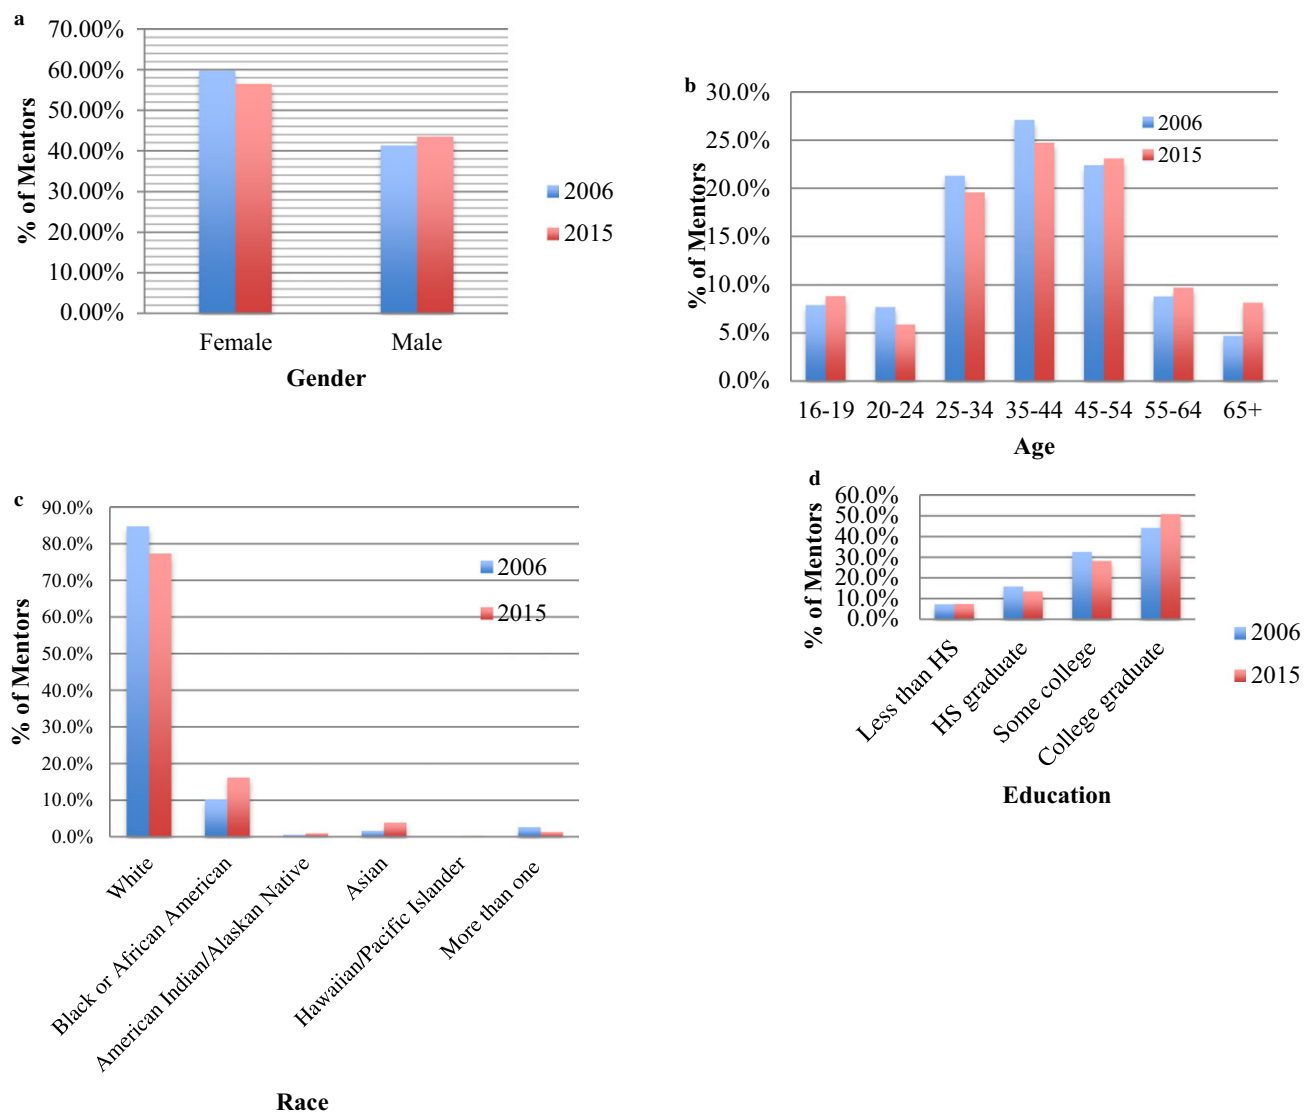 a
70.00%
60.00%
50.00%
40.00%
30.00%
20.00%
10.00%
0.00%
% of Mentors
Female Male
Gender
2006
2015
b
30.0%
25.0%
20.0%
15.0%
10.0%
5.0%
0.0%
% of Mentors
2006
2015
16-19 20-24 25-34 35-44 45-54 55-64 65+
Age
c
90.0%
80.0%
70.0%
60.0%
50.0%
40.0%
30.0%
20.0%
10.0%
0.0%
% of Mentors
2006
2015
White
Black or African American
American Indian/Alaskan Native
Asian
Hawaiian/Pacific Islander
More than one
Race
d
60.0%
50.0%
40.0%
30.0%
20.0%
10.0%
0.0%
% of Mentors
Less than HS
HS graduate
Some college
College graduate
Education
2006
2015